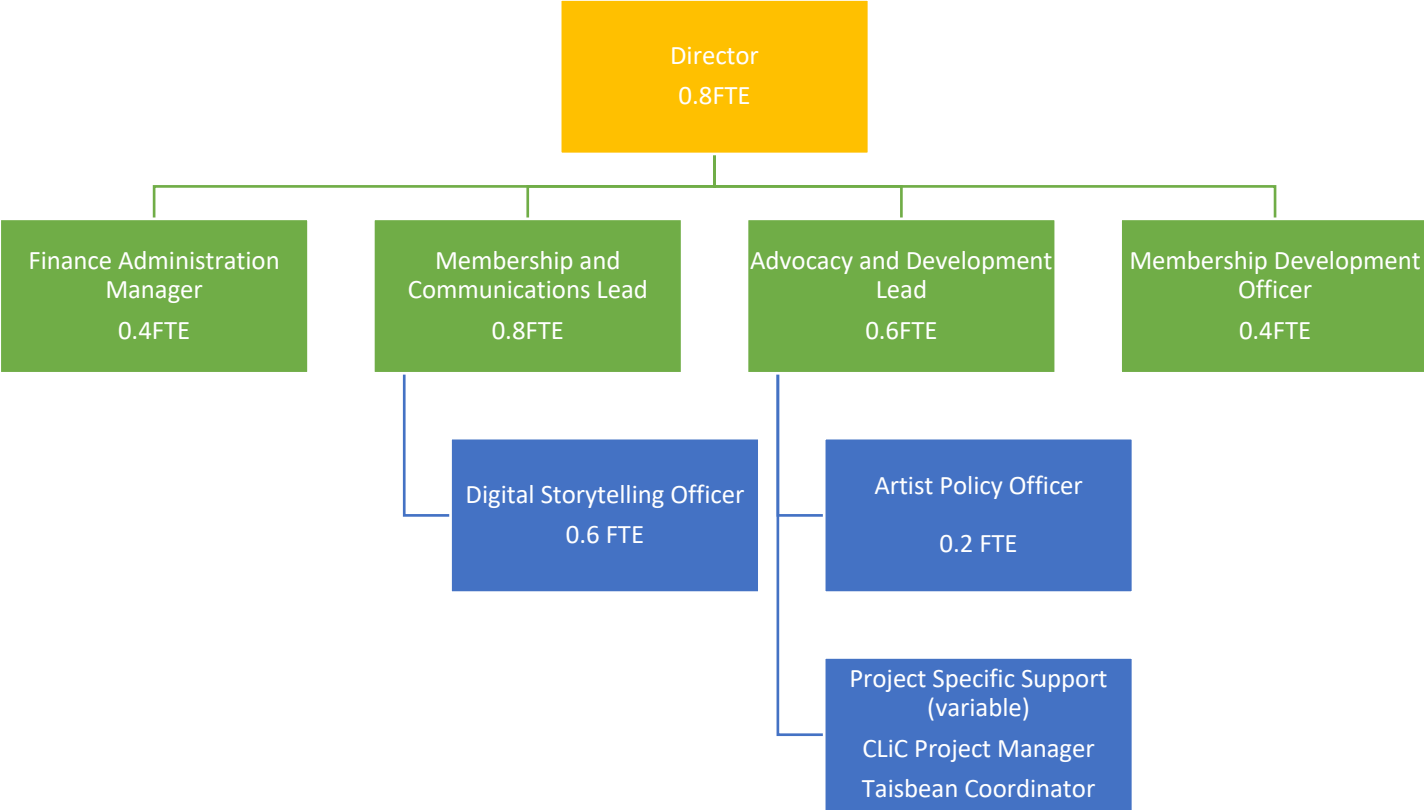 Director
0.8FTE
Finance Administration
Manager
0.4FTE
Membership and
Communications Lead
0.8FTE
Advocacy and Development
Lead
0.6FTE
Membership Development
Officer
0.4FTE
Digital Storytelling Officer
0.6 FTE
Artist Policy Officer
0.2 FTE
Project Specific Support
(variable)
CLiC Project Manager
Taisbean Coordinator